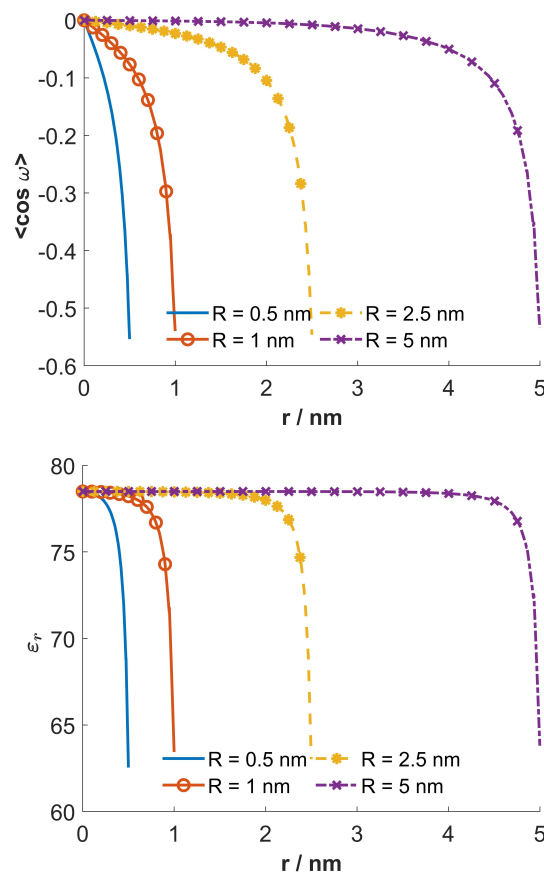 0
-0.1
-0.2
-0.3
-0.4
-0.5
-0.6
<cos ω>
R = 0.5 nm
R = 2.5 nm
R = 1 nm
R = 5 nm
0 1 2 3 4 5
r / nm
80
75
70
65
60
εr
R = 0.5 nm
R = 2.5 nm
R = 1 nm
R = 5 nm
0 1 2 3 4 5
r / nm